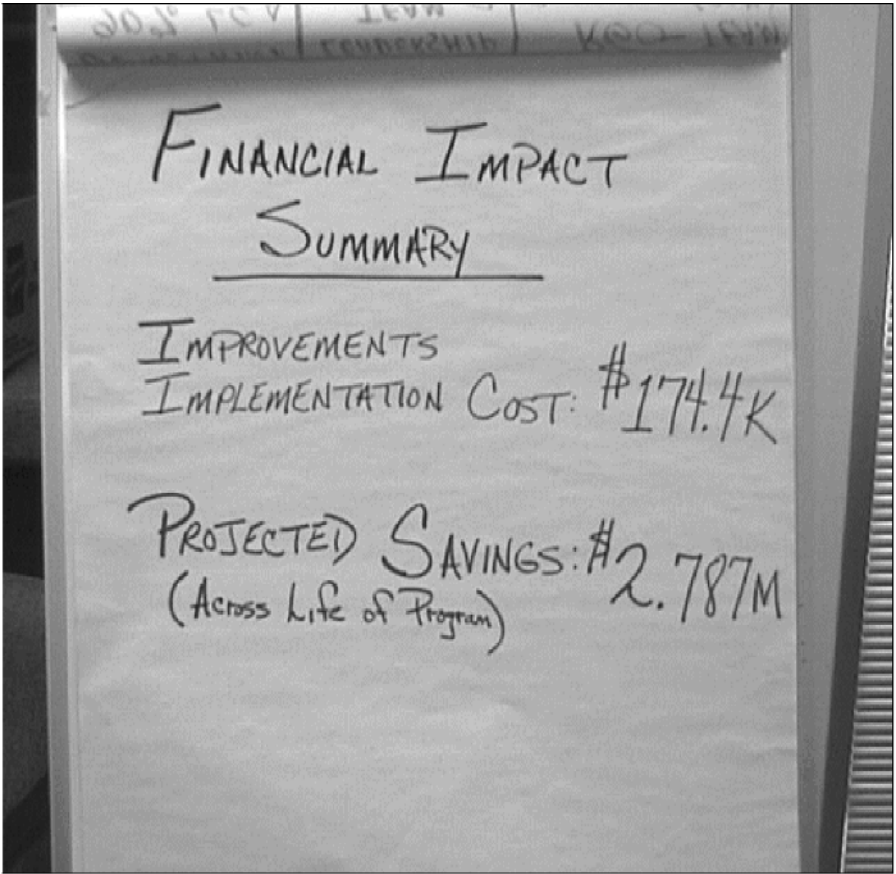 FINANCIAL IMPACT
SUMMARY
IMPROVEMENTS
IMPLEMENTATION COST: $174.4K
PROJECTED SAVINGS: $2.787M
(Across Life of Program)